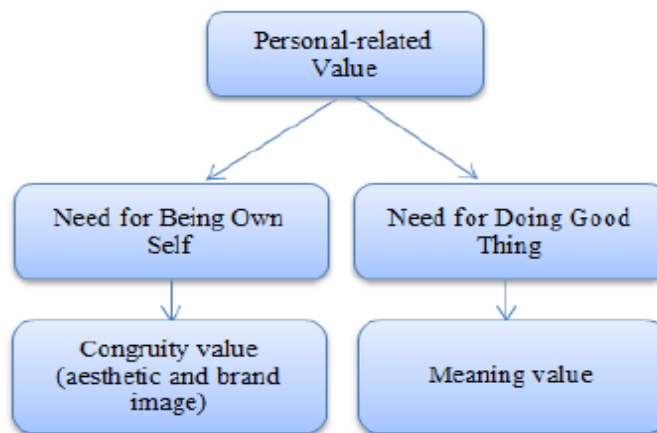 Personal-related
Value
Need for Being Own
Self
Need for Doing Good
Thing
Congruity value
(aesthetic and brand
image)
Meaning value